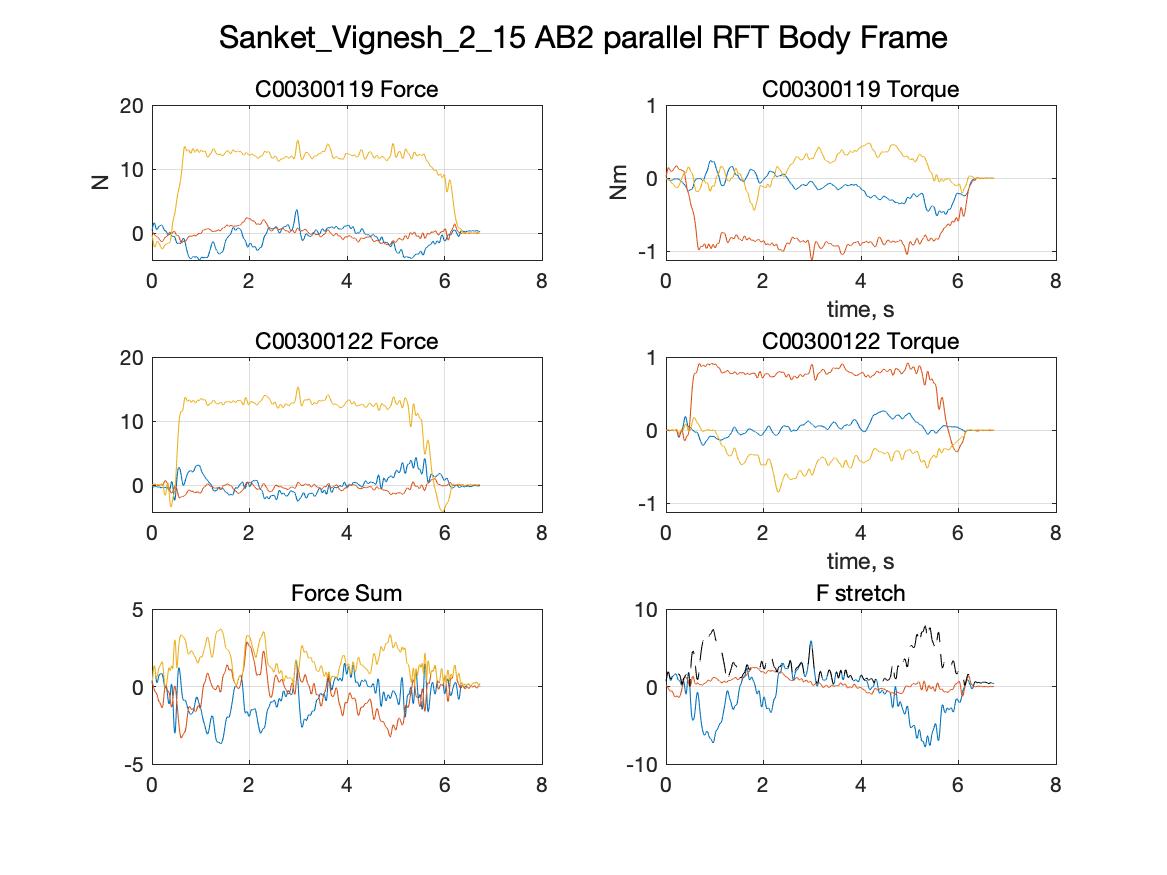 Sanket_Vignesh_2_15 AB2 parallel RFT Body Frame
C00300119 Force
20
10
0
N
0 2 4 6 8
C00300119 Torque
1
0
-1
Nm
0 2 4 6 8
time, s
C00300122 Force
20
10
0
0 2 4 6 8
C00300122 Torque
1
0
-1
0 2 4 6 8
time, s
Force Sum
5
0
-5
0 2 4 6 8
F stretch
10
0
-10
0 2 4 6 8